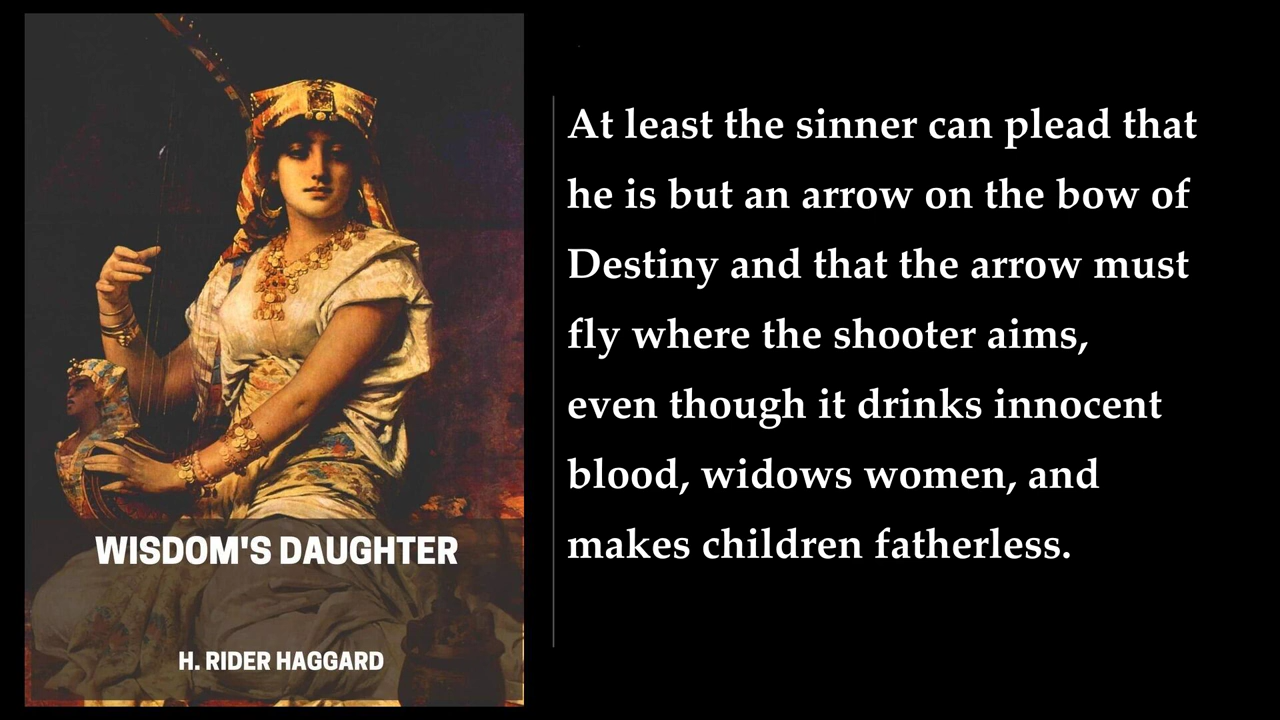 WISDOM'S DAUGHTER
H. RIDER HAGGARD
At least the sinner can plead that
he is but an arrow on the bow of
Destiny and that the arrow must
fly where the shooter aims,
even though it drinks innocent
blood, widows women, and
makes children fatherless.